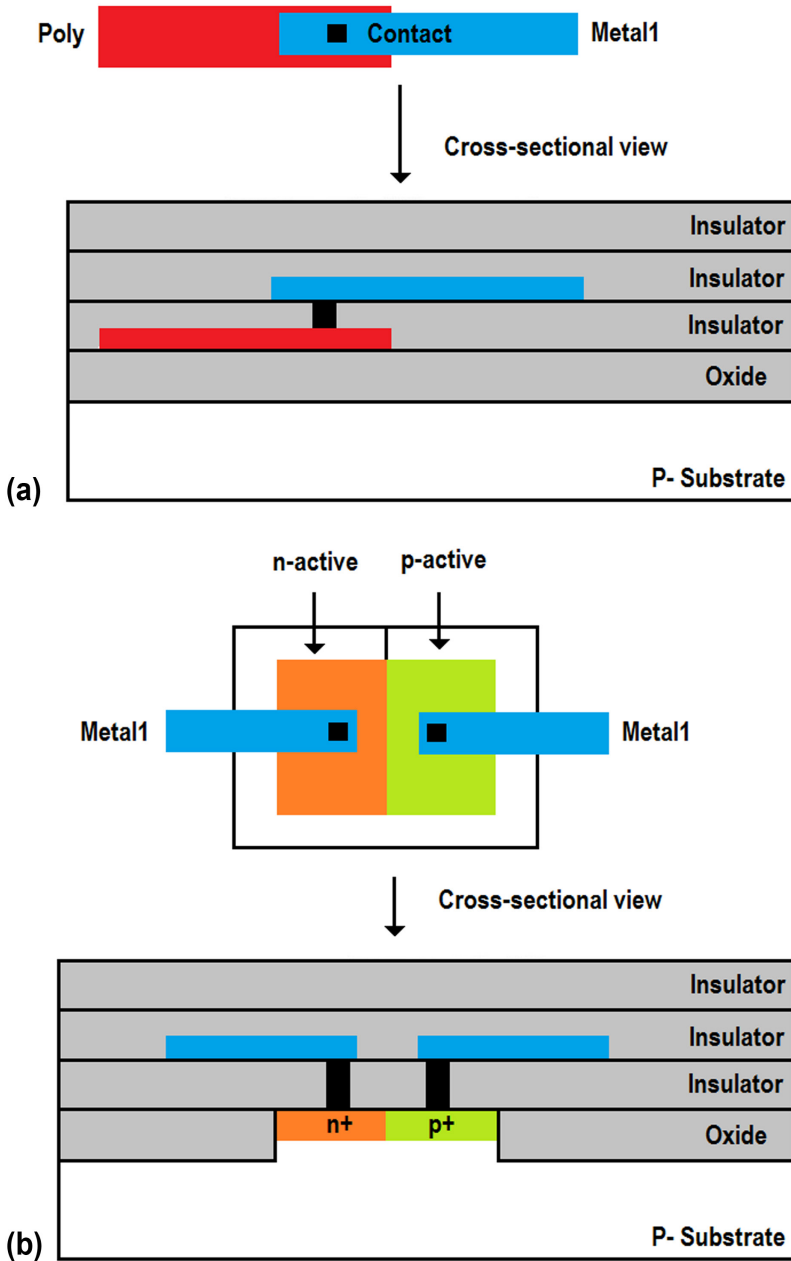 Poly Contact Metal1
Cross-sectional view
Insulator
Insulator
Insulator
Oxide
(a) P- Substrate
n-active p-active
Metal1 Metal1
Cross-sectional view
Insulator
Insulator
Insulator
n+ p+ Oxide
(b) P- Substrate